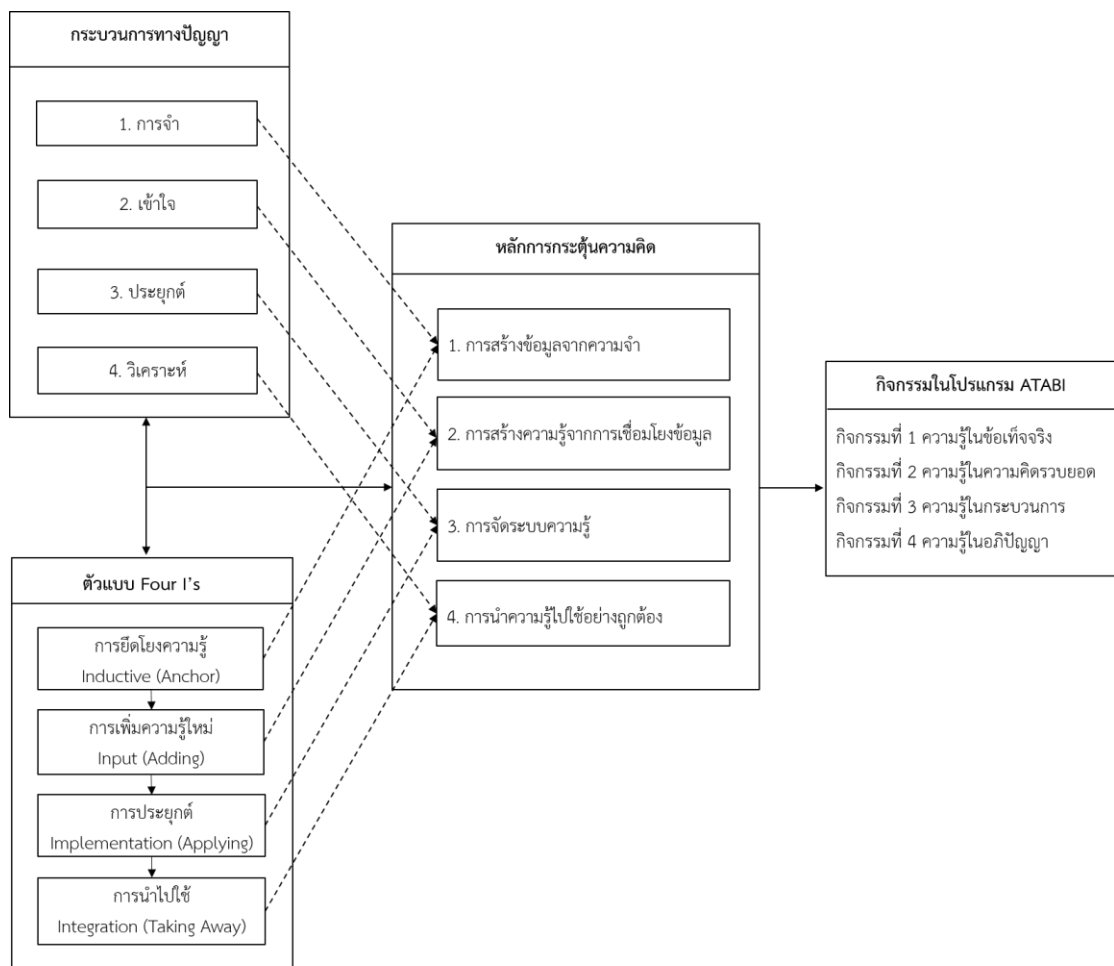 กระบวนการทางปัญญา
1. การจำ
2. เข้าใจ
3. ประยุกต์
4. วิเคราะห์
ตัวแบบ Four I's
การยึดโยงความรู้
Inductive (Anchor)
การเพิ่มความรู้ใหม่
Input (Adding)
การประยุกต์
Implementation (Applying)
การนำไปใช้
Integration (Taking Away)
หลักการกระตุ้นความคิด
1. การสร้างข้อมูลจากความจำ
2. การสร้างความรู้จากการเชื่อมโยงข้อมูล
3. การจัดระบบความรู้
4. การนำความรู้ไปใช้อย่างถูกต้อง
กิจกรรมในโปรแกรม ATABI
กิจกรรมที่ 1 ความรู้ในข้อเท็จจริง
กิจกรรมที่ 2 ความรู้ในความคิดรวบยอด
กิจกรรมที่ 3 ความรู้ในกระบวนการ
กิจกรรมที่ 4 ความรู้ในอภิปัญญา